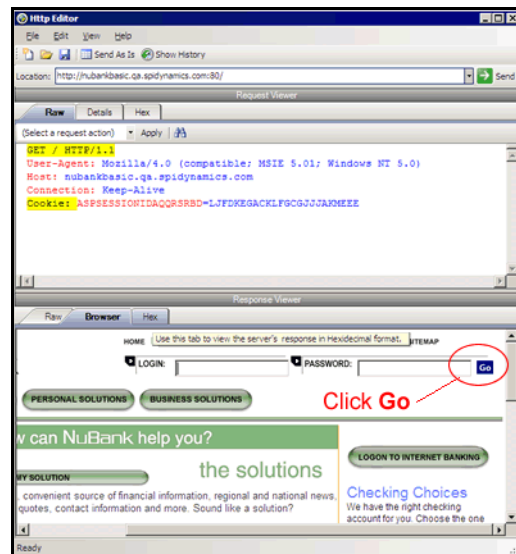 Http Editor
File Edit View Help
Send As Is Show History
Location: http://nubankbasic.qa.spidynamics.com:80/ Send
Request Viewer
Raw Details Hex
(Select a request action) Apply
GET / HTTP/1.1
User-Agent: Mozilla/4.0 (compatible; MSIE 5.01; Windows NT 5.0)
Host: nubankbasic.qa.spidynamics.com
Connection: Keep-Alive
Cookie: ASPSESSIONIDAQQRSRBD=LJFDKEGACKLFGCGJJJAKMEEE
Response Viewer
Raw Browser Hex
HOME Use this tab to view the server's response in Hexidecimal format. ITEMAP
LOGIN: PASSWORD: Go
Click Go
PERSONAL SOLUTIONS BUSINESS SOLUTIONS
w can NuBank help you?
the solutions
LOGON TO INTERNET BANKING
MY SOLUTION
, convenient source of financial information, regional and national news,
quotes, contact information and more. Sound like a solution?
Checking Choices
We have the right checking
account for you. Choose the one
Ready